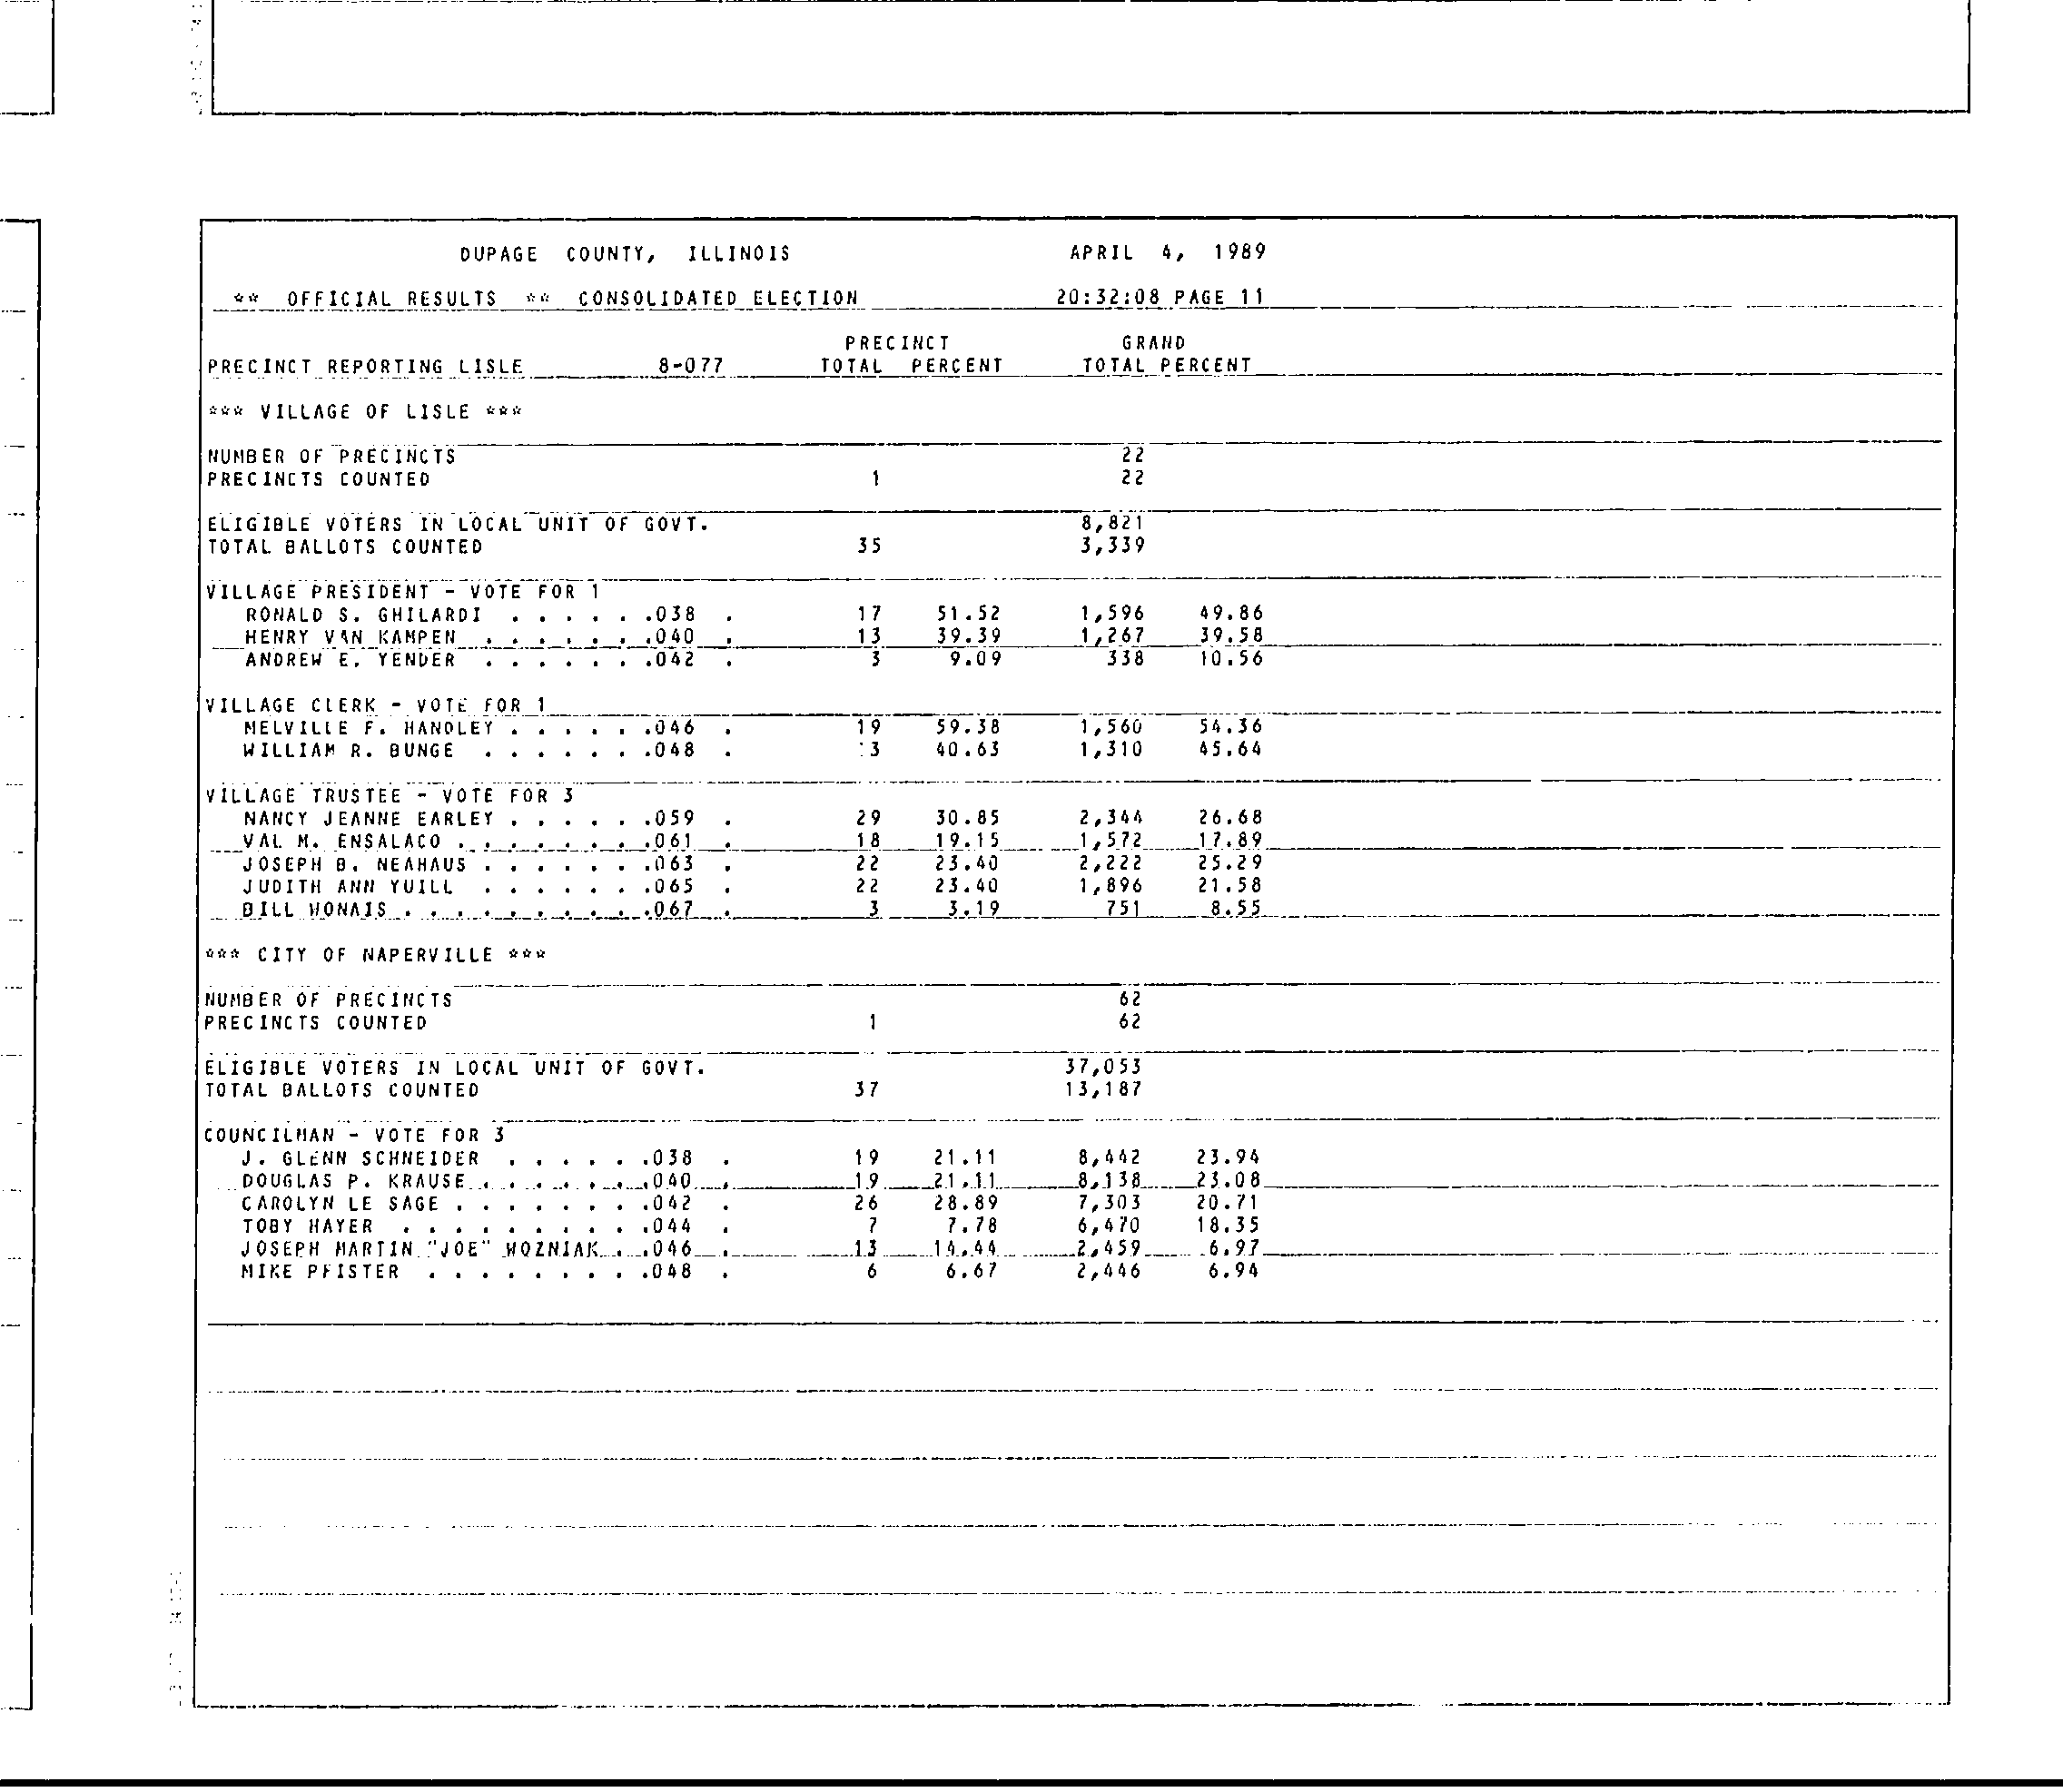 DUPAGE COUNTY, ILLINOIS APRIL 4, 1989
** OFFICIAL RESULTS ** CONSOLIDATED ELECTION 20:32:08 PAGE 11
PRECINCT GRAND
PRECINCT REPORTING LISLE 8-077 TOTAL PERCENT TOTAL PERCENT
*** VILLAGE OF LISLE ***
NUMBER OF PRECINCTS 22
PRECINCTS COUNTED 1 22
ELIGIBLE VOTERS IN LOCAL UNIT OF GOVT. 8,821
TOTAL BALLOTS COUNTED 35 3,339
VILLAGE PRESIDENT - VOTE FOR 1
RONALD S. GHILARDI . . . . . .038 . 17 51.52 1,596 49.86
HENRY VAN KAMPEN . . . . . . .040 . 13 39.39 1,267 39.58
ANDREW E. YENDER . . . . . . .042 . 3 9.09 338 10.56
VILLAGE CLERK - VOTE FOR 1
MELVILLE F. HANDLEY . . . . . .046 . 19 59.38 1,560 54.36
WILLIAM R. BUNGE . . . . . . .048 . 13 40.63 1,310 45.64
VILLAGE TRUSTEE - VOTE FOR 3
NANCY JEANNE EARLEY . . . . . .059 . 29 30.85 2,344 26.68
VAL M. ENSALACO . . . . . . . .061 . 18 19.15 1,572 17.89
JOSEPH B. NEAHAUS . . . . . . .063 . 22 23.40 2,222 25.29
JUDITH ANN YUILL . . . . . . .065 . 22 23.40 1,896 21.58
BILL WONAIS . . . . . . . . . .067 . 3 3.19 751 8.55
*** CITY OF NAPERVILLE ***
NUMBER OF PRECINCTS 62
PRECINCTS COUNTED 1 62
ELIGIBLE VOTERS IN LOCAL UNIT OF GOVT. 37,053
TOTAL BALLOTS COUNTED 37 13,187
COUNCILMAN - VOTE FOR 3
J. GLENN SCHNEIDER . . . . . .038 . 19 21.11 8,442 23.94
DOUGLAS P. KRAUSE . . . . . . .040 . 19 21.11 8,138 23.08
CAROLYN LE SAGE . . . . . . . .042 . 26 28.89 7,303 20.71
TOBY HAYER . . . . . . . . . .044 . 7 7.78 6,470 18.35
JOSEPH MARTIN "JOE" WOZNIAK . .046 . 13 14.44 2,459 6.97
MIKE PFISTER . . . . . . . . .048 . 6 6.67 2,446 6.94